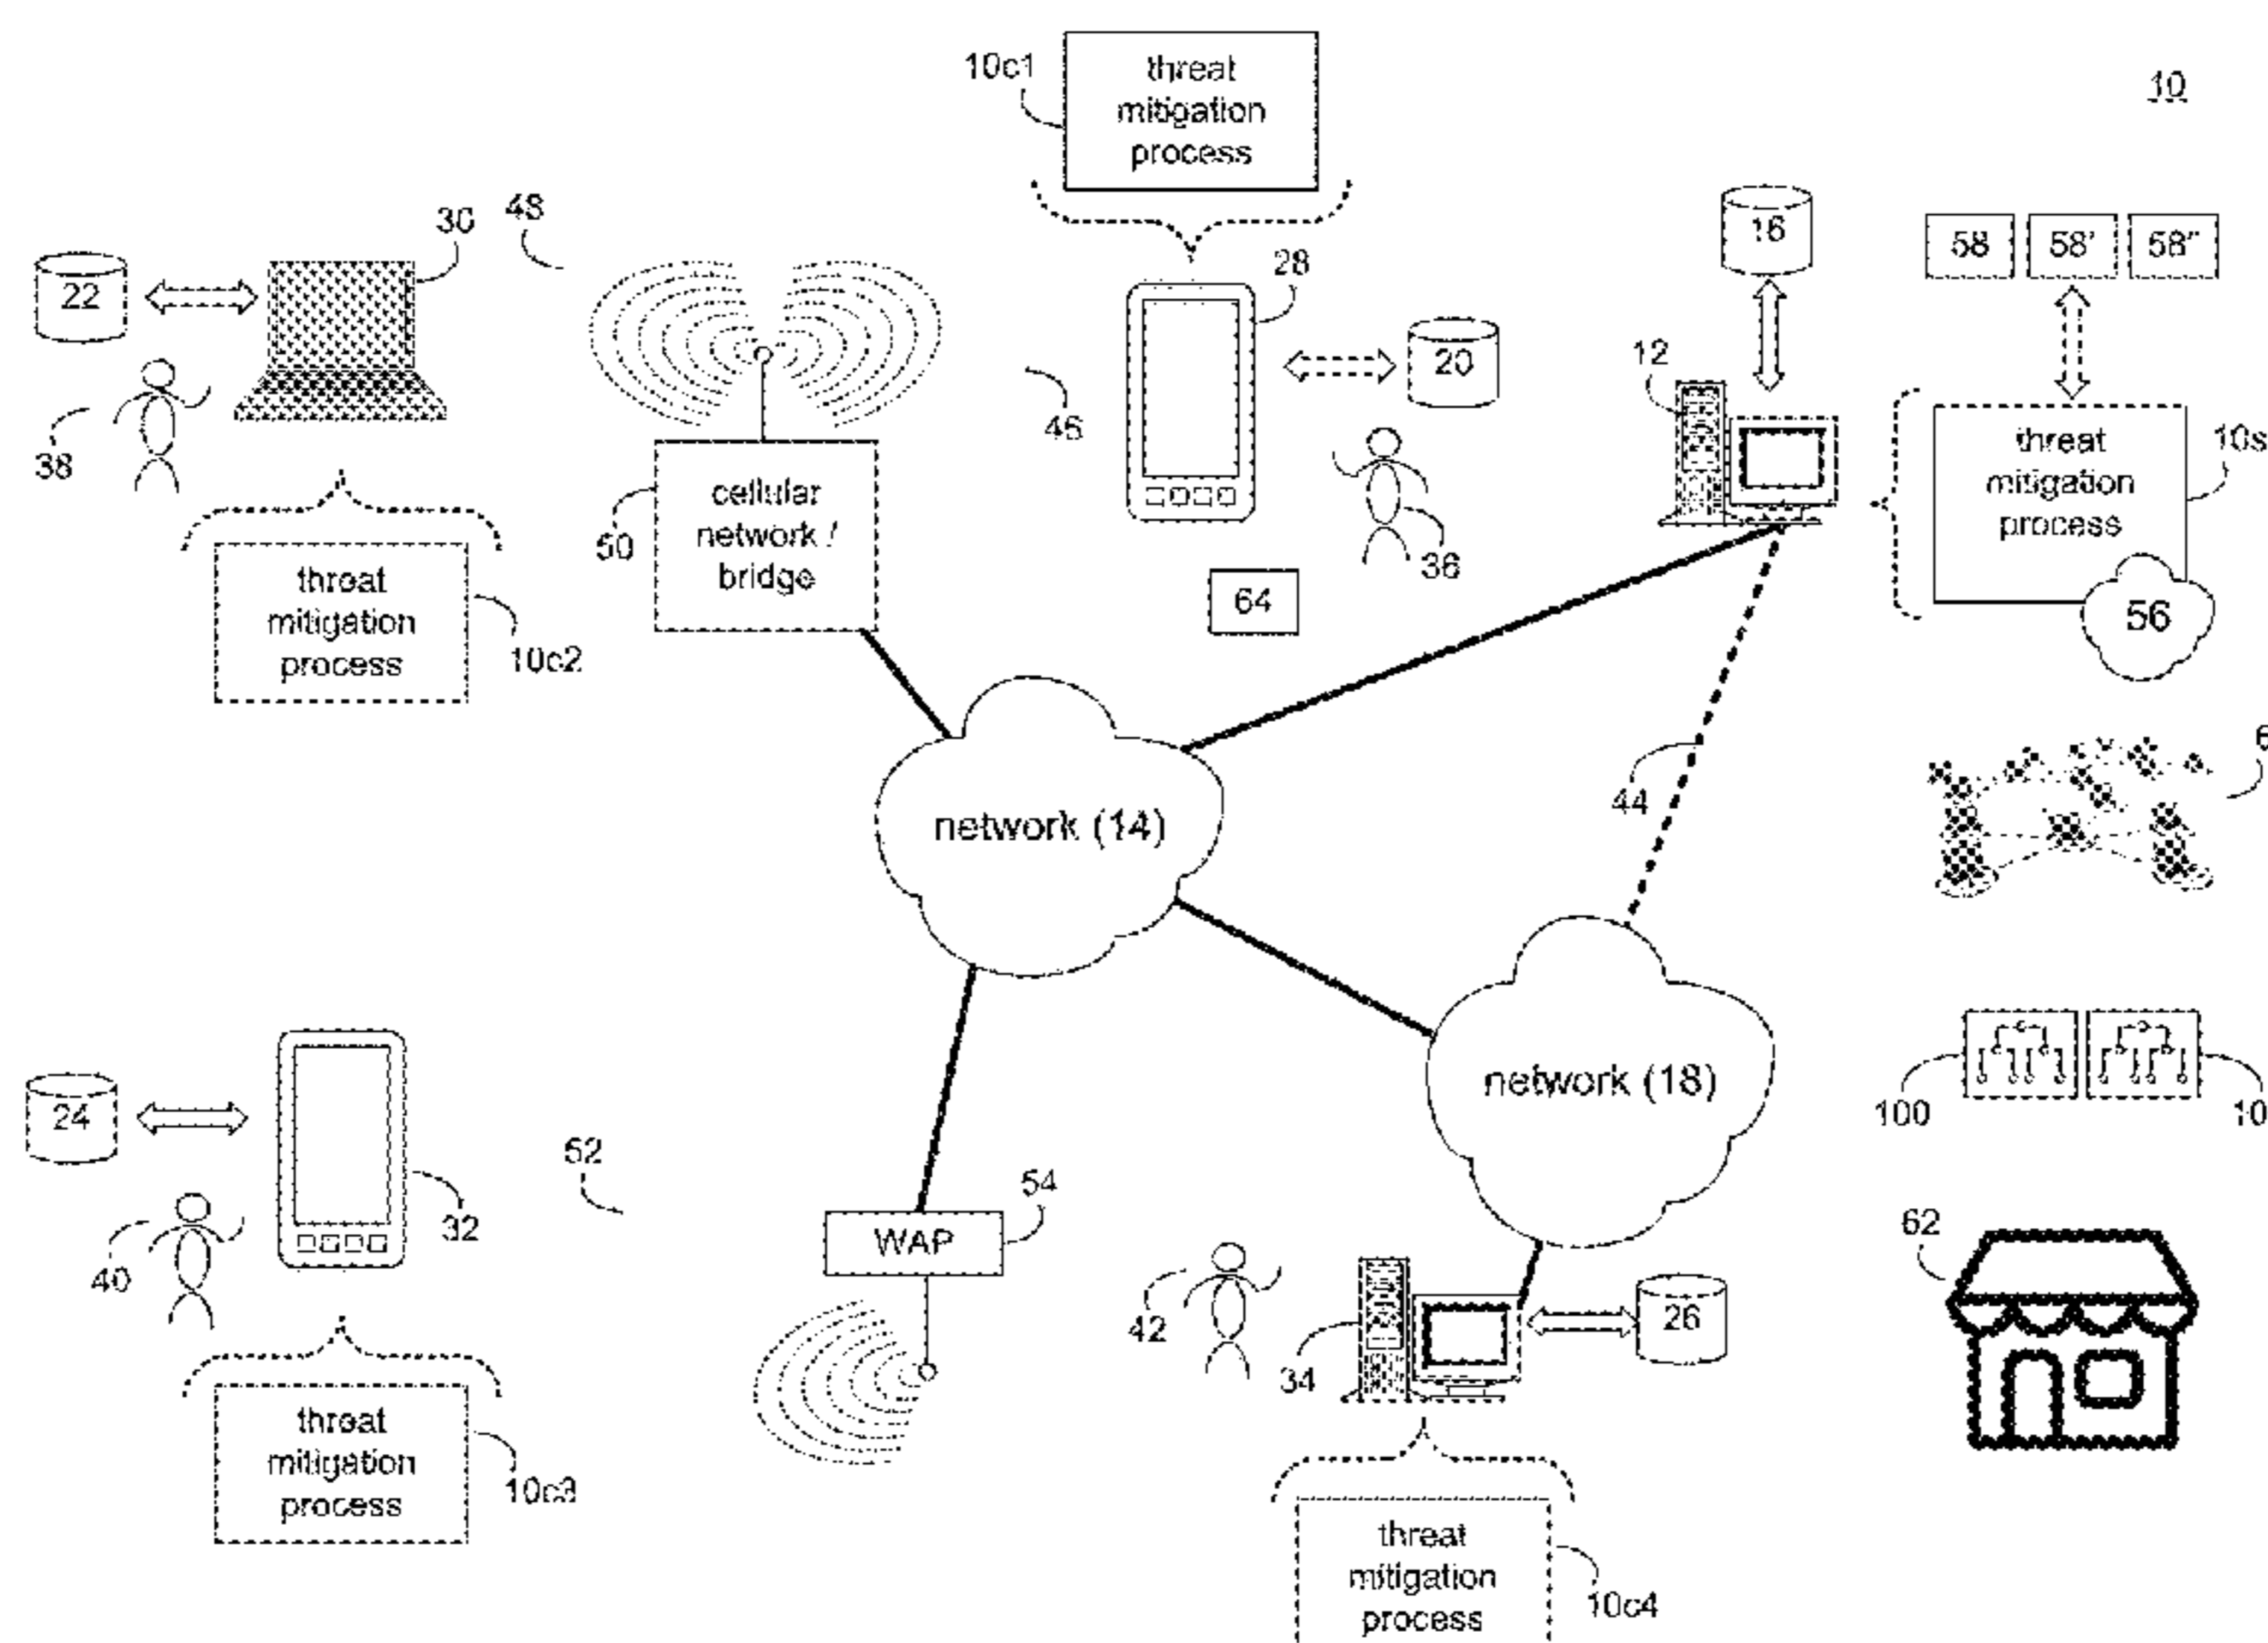 10c1
threat
mitigation
process
10
30
48
22
28
16
58
58'
58"
20
12
38
46
cellular
network /
bridge
50
36
64
threat
mitigation
process
10s
56
threat
mitigation
process
10c2
network (14)
44
6
network (18)
24
52
32
54
WAP
100
10
40
62
42
34
26
threat
mitigation
process
10c3
threat
mitigation
process
10c4